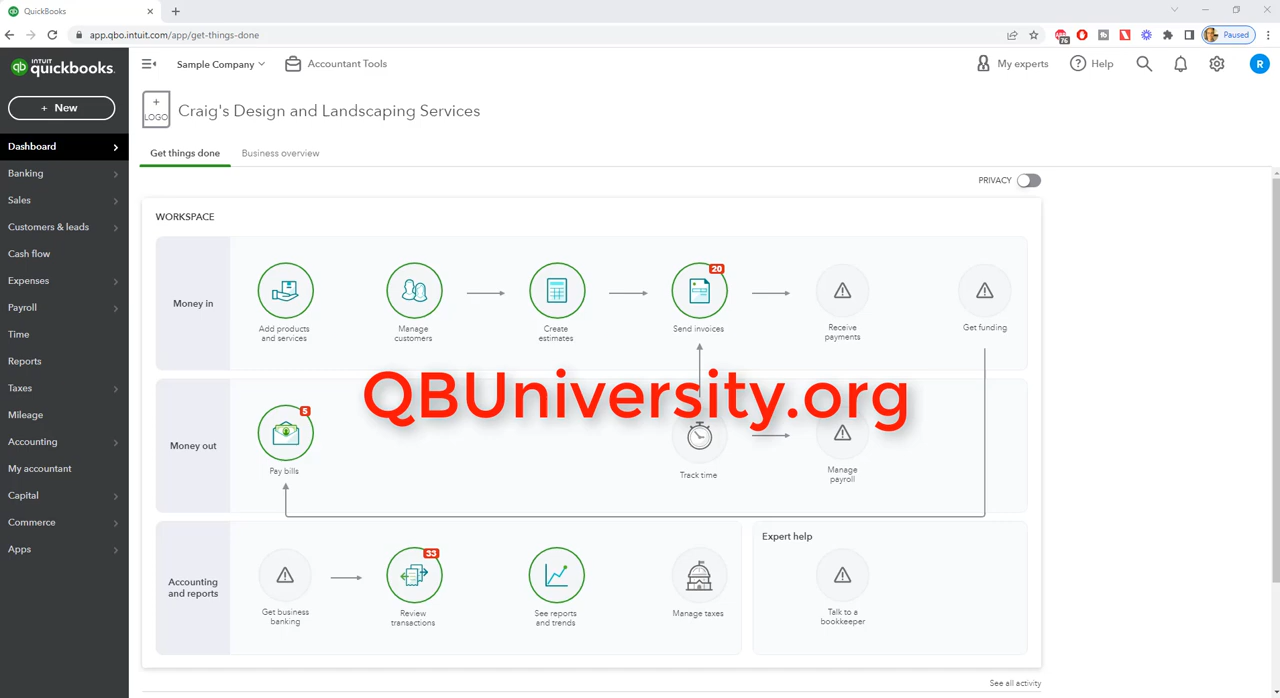 QuickBooks
app.qbo.intuit.com/app/get-things-done
76
Paused
INTUIT
quickbooks.
Sample Company
Accountant Tools
My experts
Help
R
+ New
+
LOGO
Craig's Design and Landscaping Services
Dashboard
Banking
Sales
Customers & leads
Cash flow
Expenses
Payroll
Time
Reports
Taxes
Mileage
Accounting
My accountant
Capital
Commerce
Apps
Get things done
Business overview
PRIVACY
WORKSPACE
Money in
Add products
and services
Manage
customers
Create
estimates
20
Send invoices
Receive
payments
Get funding
QBUniversity.org
Money out
5
Pay bills
Track time
Manage
payroll
Accounting
and reports
Get business
banking
33
Review
transactions
See reports
and trends
Manage taxes
Expert help
Talk to a
bookkeeper
See all activity